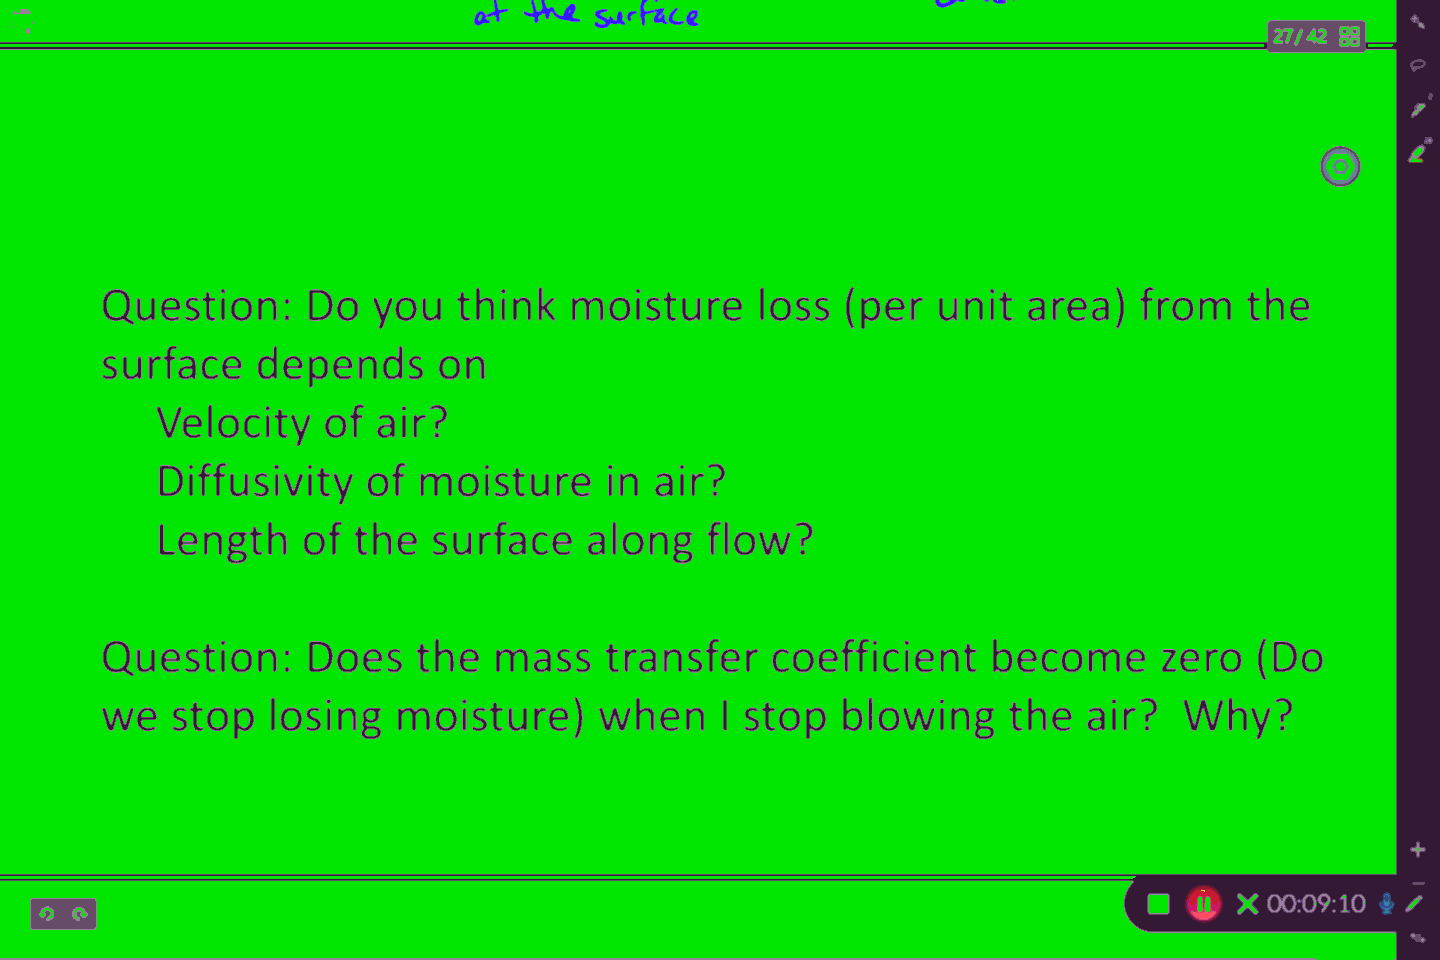 at the surface
27/42
Question: Do you think moisture loss (per unit area) from the
surface depends on
Velocity of air?
Diffusivity of moisture in air?
Length of the surface along flow?
Question: Does the mass transfer coefficient become zero (Do
we stop losing moisture) when I stop blowing the air? Why?
00:09:10